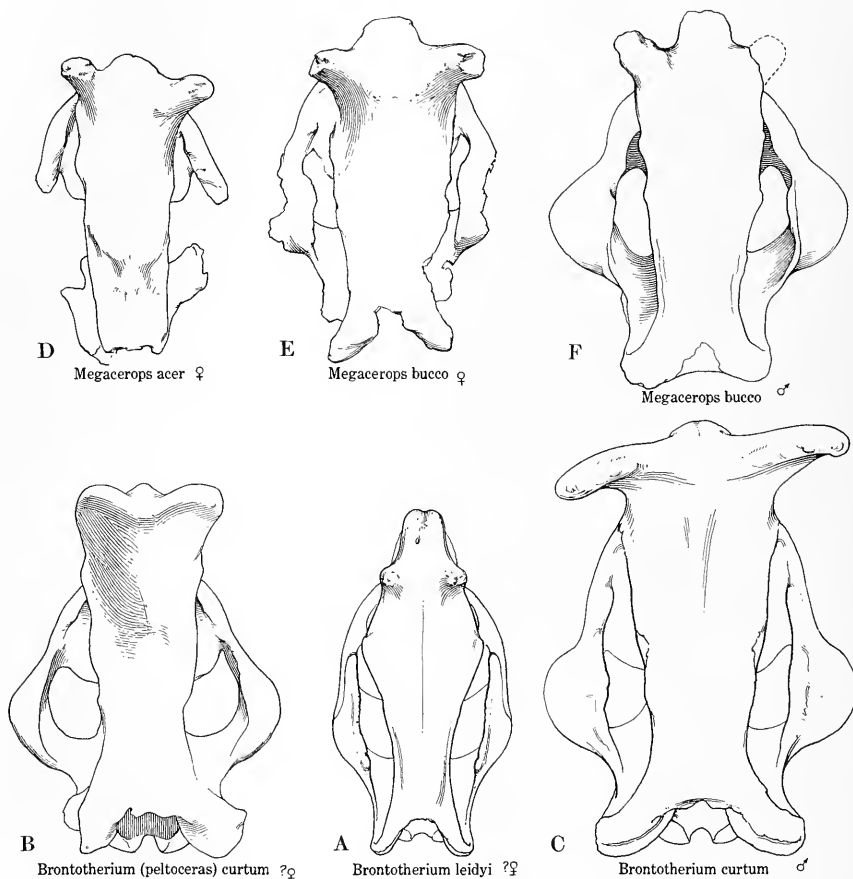 D
Megacerops acer ♀
E
Megacerops bucco ♀
F
Megacerops bucco ♂
B
Brontotherium (peltoceras) curtum ?♀
A
Brontotherium leidyi ?♀
C
Brontotherium curtum ♂